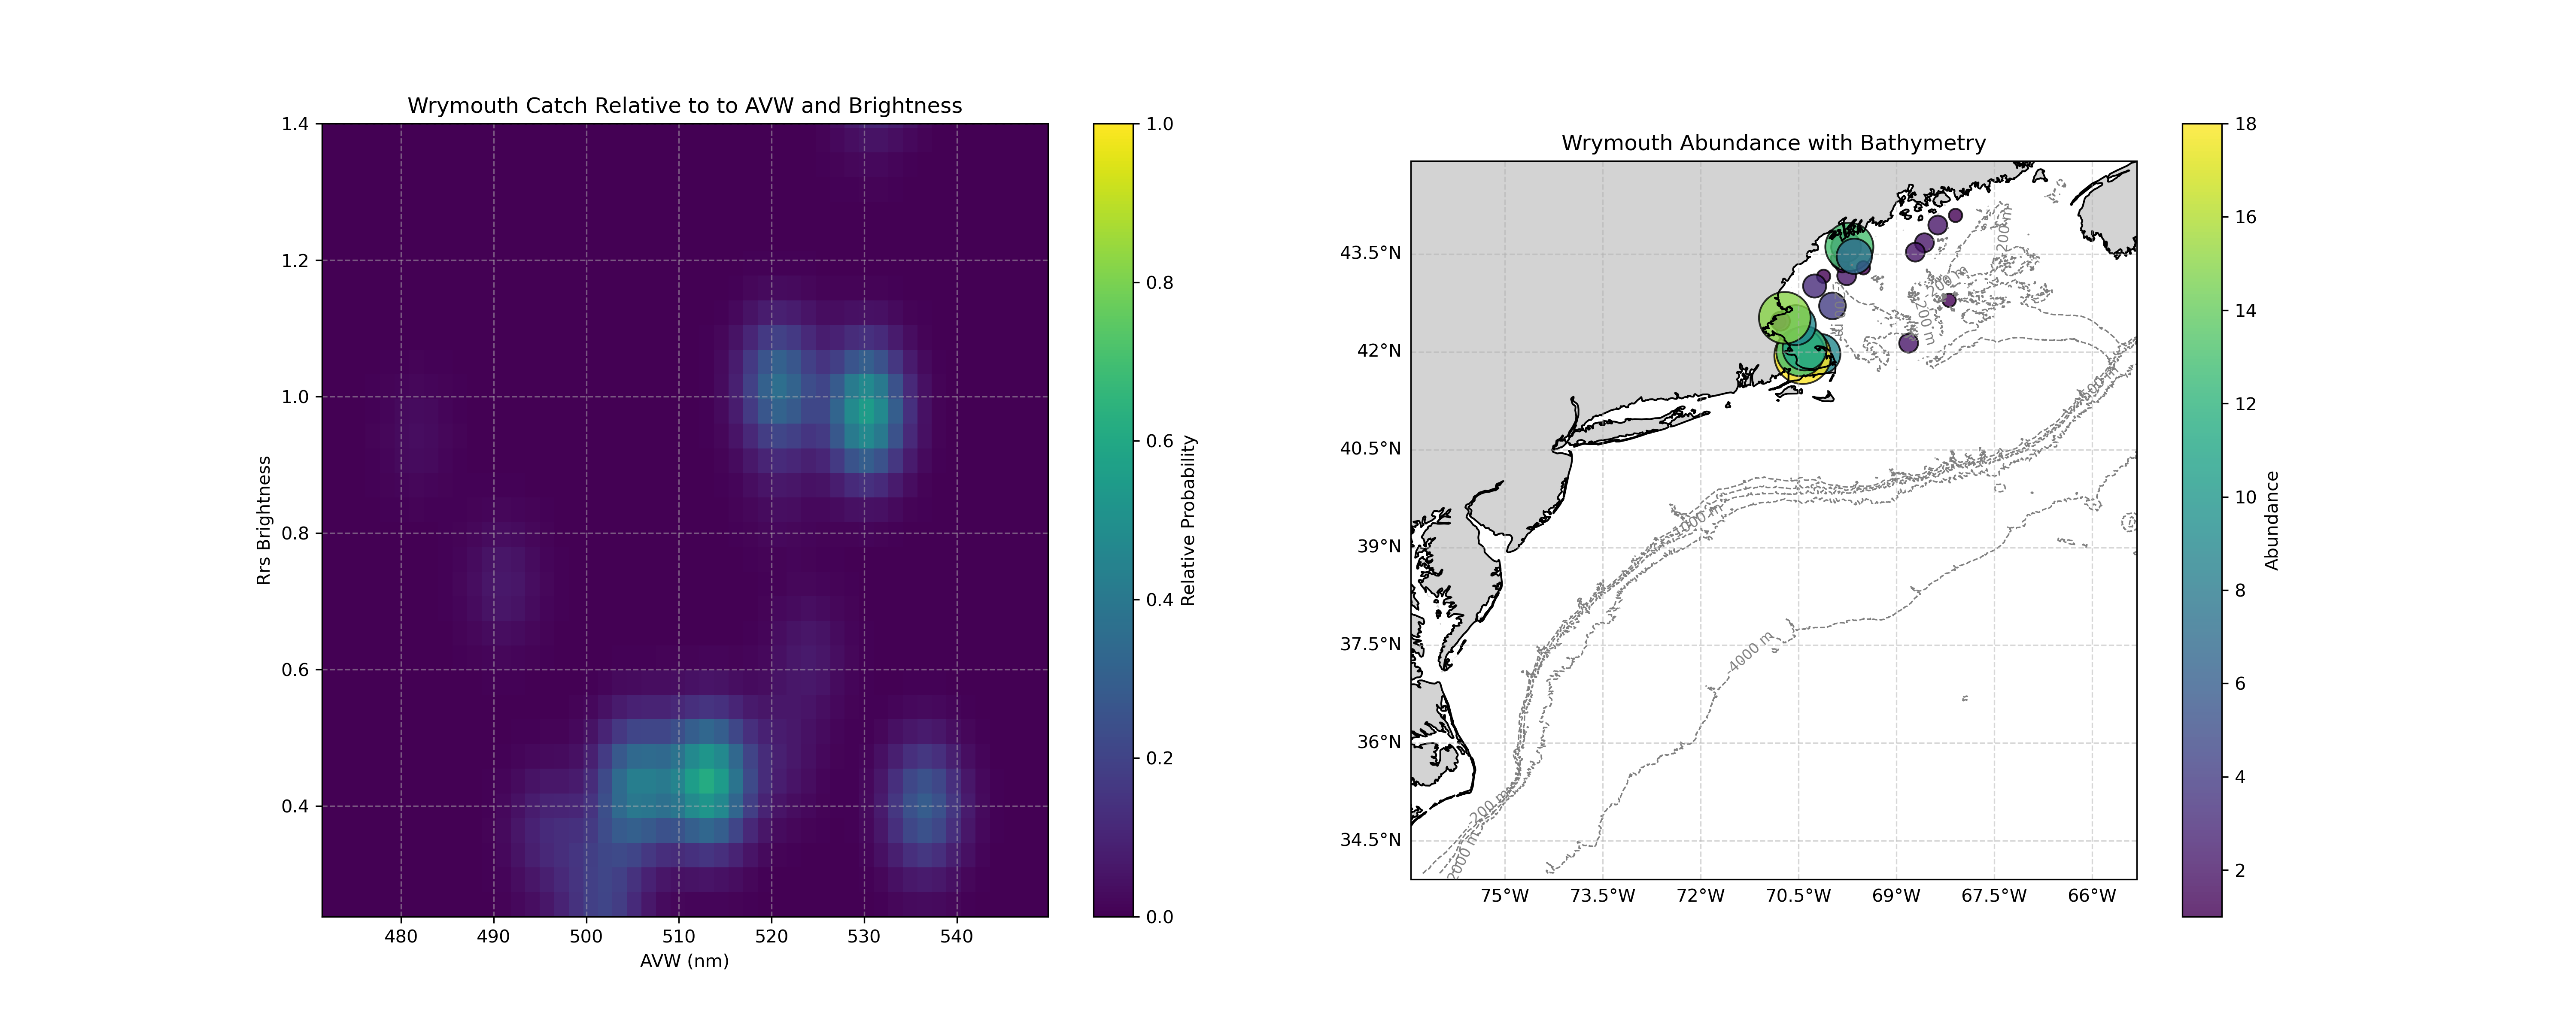 Wrymouth Catch Relative to to AVW and Brightness
1.4
1.2
1.0
0.8
0.6
0.4
Rrs Brightness
480 490 500 510 520 530 540
AVW (nm)
1.0
0.8
0.6
0.4
0.2
0.0
Relative Probability
Wrymouth Abundance with Bathymetry
43.5°N
42°N
40.5°N
39°N
37.5°N
36°N
34.5°N
75°W 73.5°W 72°W 70.5°W 69°W 67.5°W 66°W
-200 m
-200 m
-1000 m
-4000 m
-200 m
18
16
14
12
10
8
6
4
2
Abundance